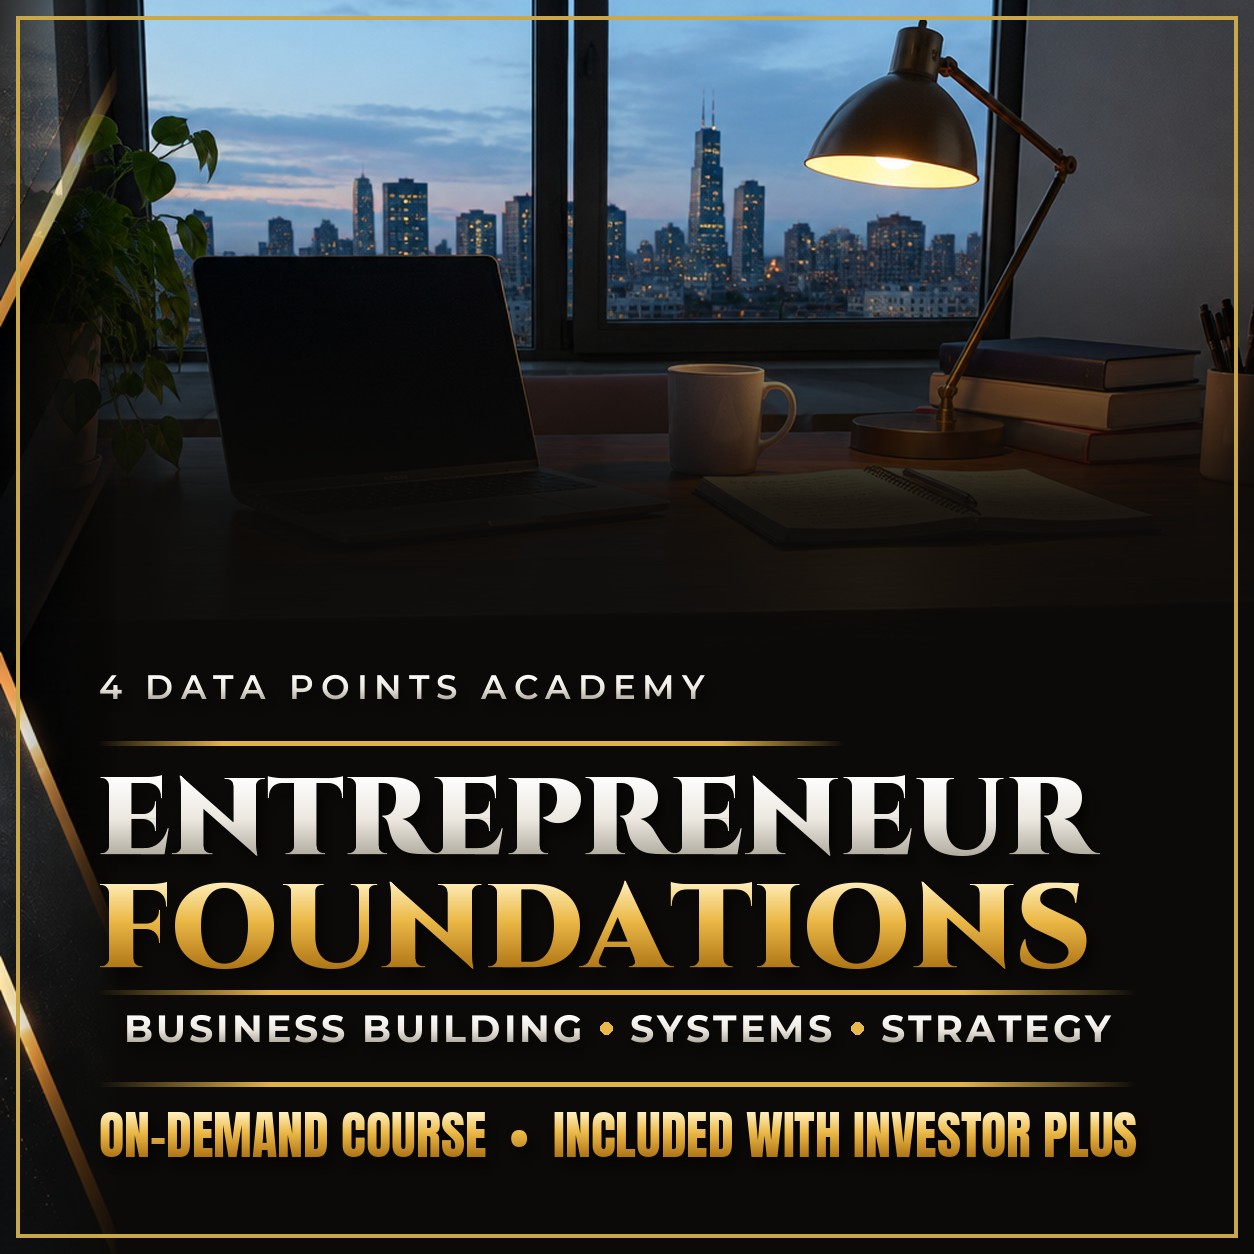 4 DATA POINTS ACADEMY
ENTREPRENEUR
FOUNDATIONS
BUSINESS BUILDING • SYSTEMS • STRATEGY
ON-DEMAND COURSE • INCLUDED WITH INVESTOR PLUS